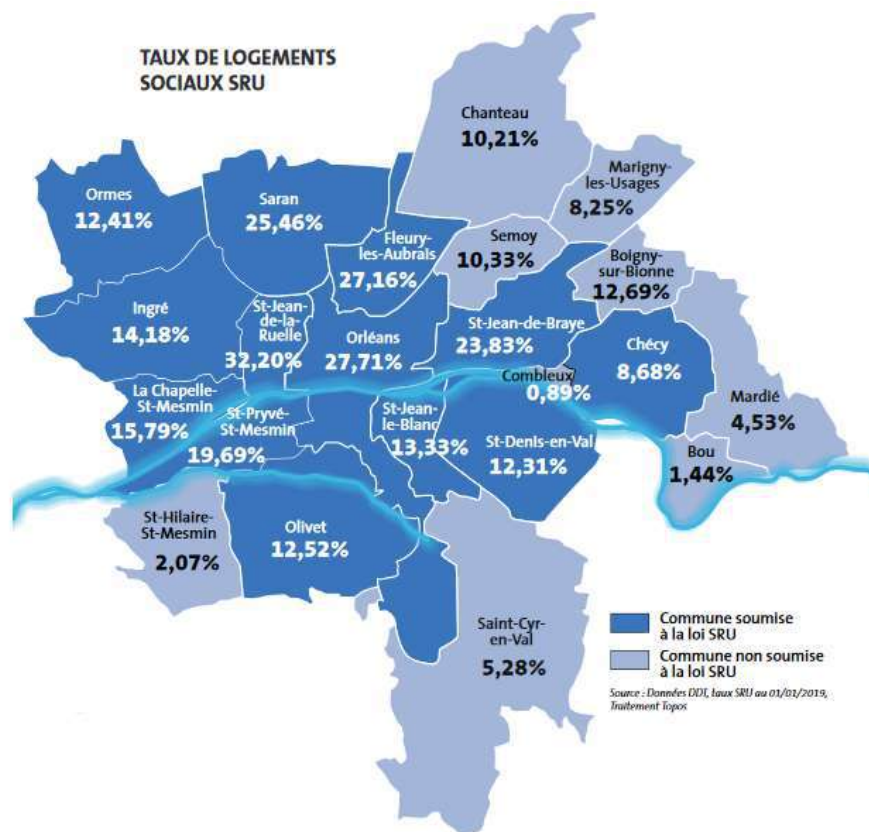 TAUX DE LOGEMENTS
SOCIAUX SRU
Chanteau
10,21%
Marigny-
les-Usages
8,25%
Ormes
12,41%
Saran
25,46%
Fleury-
les-Aubrais
27,16%
Semoy
10,33%
Boigny-
sur-Bionne
12,69%
Ingré
14,18%
St-Jean-
de-la-
Ruelle
32,20%
Orléans
27,71%
St-Jean-de-Braye
23,83%
Chécy
8,68%
Combleux
0,89%
Mardié
4,53%
La Chapelle-
St-Mesmin
15,79%
St-Pryvé-
St-Mesmin
19,69%
St-Jean-
le-Blanc
13,33%
St-Denis-en-Val
12,31%
Bou
1,44%
St-Hilaire-
St-Mesmin
2,07%
Olivet
12,52%
Saint-Cyr-
en-Val
5,28%
Commune soumise
à la loi SRU
Commune non soumise
à la loi SRU
Source : Données DDT, taux SRU au 01/01/2019,
Traitement Topos